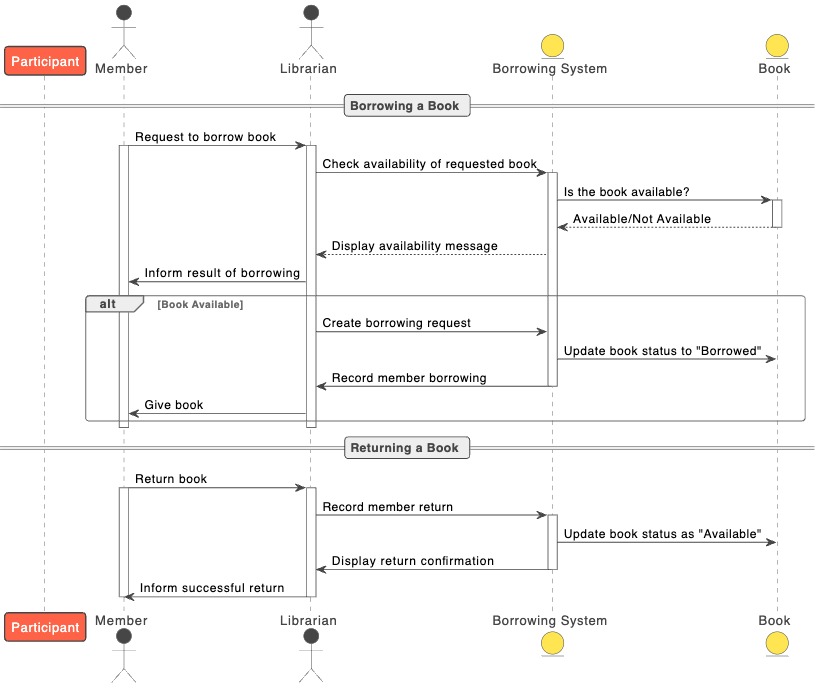 Participant
Member
Librarian
Borrowing System
Book
Borrowing a Book
Request to borrow book
Check availability of requested book
Is the book available?
Available/Not Available
Display availability message
Inform result of borrowing
alt [Book Available]
Create borrowing request
Update book status to "Borrowed"
Record member borrowing
Give book
Returning a Book
Return book
Record member return
Update book status as "Available"
Display return confirmation
Inform successful return
Participant
Member
Librarian
Borrowing System
Book